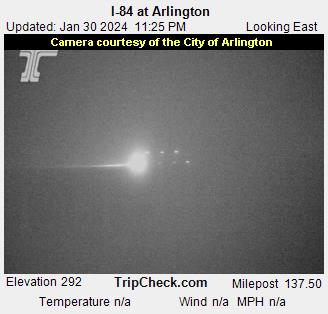 I-84 at Arlington
Updated: Jan 30 2024 11:25 PM Looking East
Camera courtesy of the City of Arlington
Elevation 292 TripCheck.com Milepost 137.50
Temperature n/a Wind n/a MPH n/a